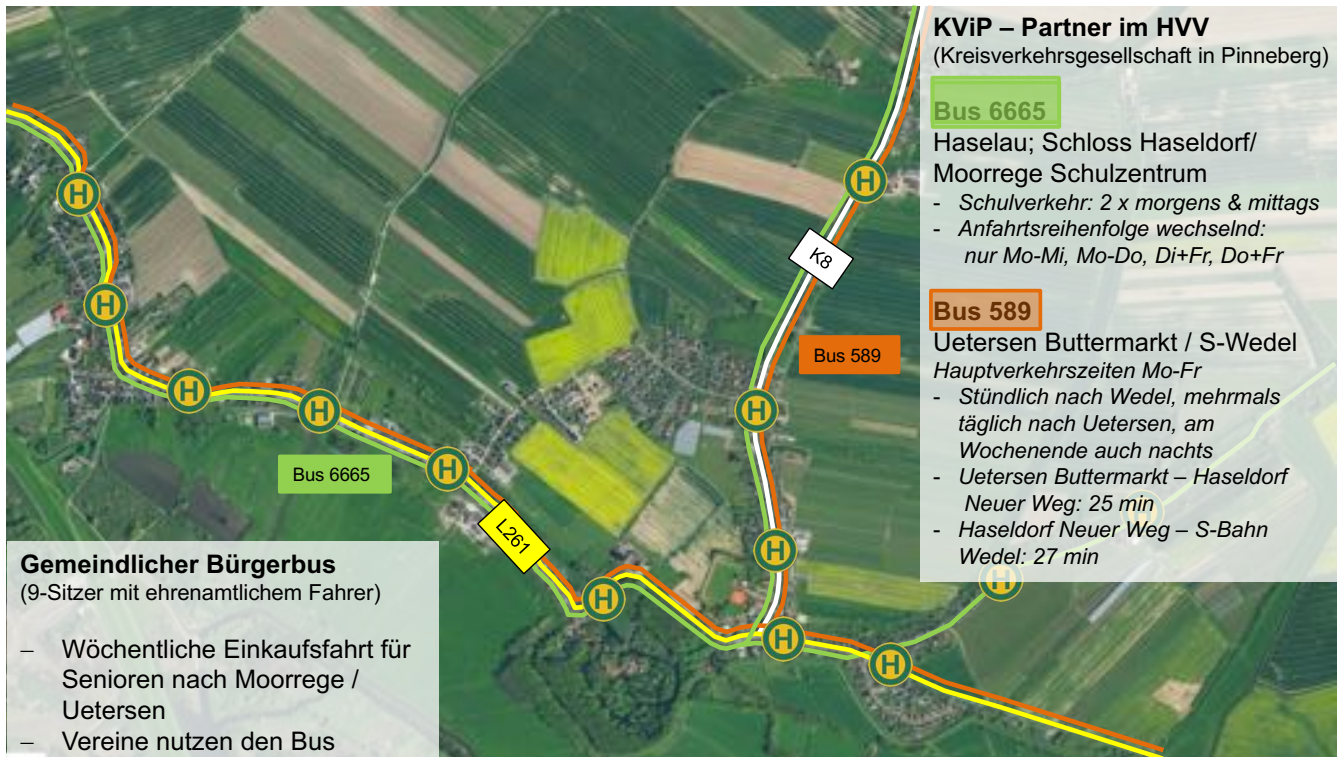 KViP – Partner im HVV
(Kreisverkehrsgesellschaft in Pinneberg)
Bus 6665
Haselau; Schloss Haseldorf/
Moorrege Schulzentrum
- Schulverkehr: 2 x morgens & mittags
- Anfahrtsreihenfolge wechselnd:
nur Mo-Mi, Mo-Do, Di+Fr, Do+Fr
Bus 589
Uetersen Buttermarkt / S-Wedel
Hauptverkehrszeiten Mo-Fr
- Stündlich nach Wedel, mehrmals
täglich nach Uetersen, am
Wochenende auch nachts
- Uetersen Buttermarkt – Haseldorf
Neuer Weg: 25 min
- Haseldorf Neuer Weg – S-Bahn
Wedel: 27 min
H
K8
H
Bus 589
H
H
H
H
H
Bus 6665
L261
H
H
H
H
H
H
H
Gemeindlicher Bürgerbus
(9-Sitzer mit ehrenamtlichem Fahrer)
– Wöchentliche Einkaufsfahrt für
Senioren nach Moorrege /
Uetersen
– Vereine nutzen den Bus